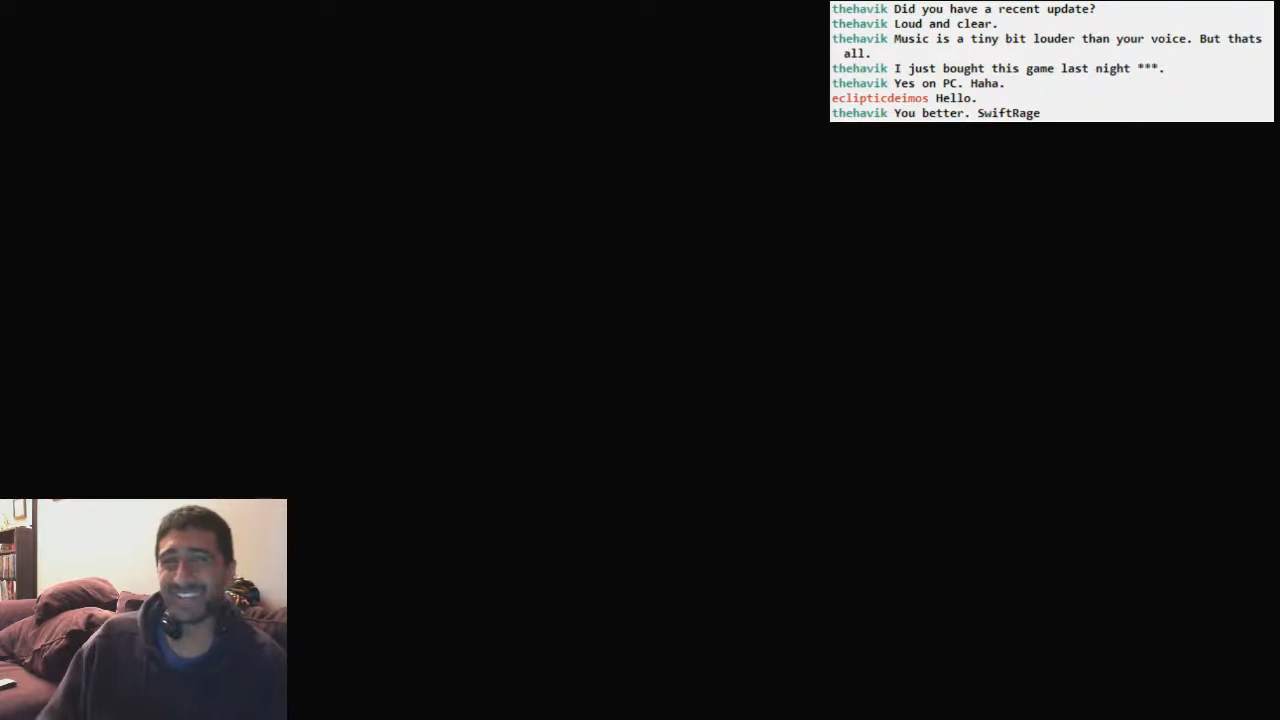 thehavik Did you have a recent update?
thehavik Loud and clear.
thehavik Music is a tiny bit louder than your voice. But thats
all.
thehavik I just bought this game last night ***.
thehavik Yes on PC. Haha.
eclipticdeimos Hello.
thehavik You better. SwiftRage